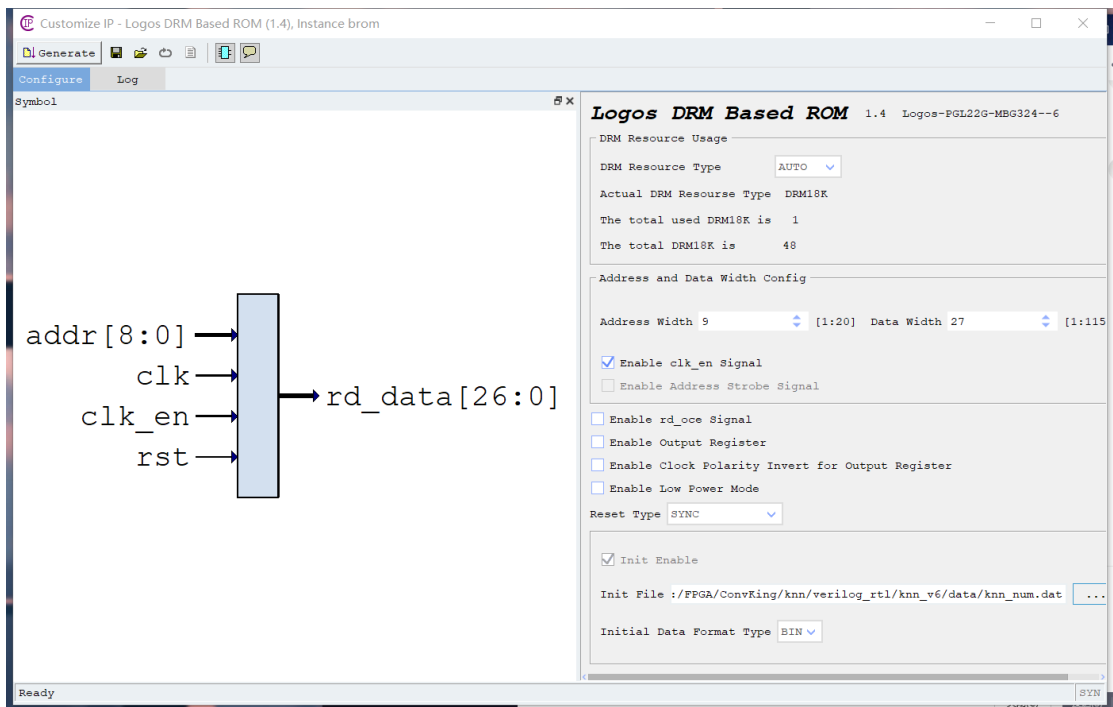 Customize IP - Logos DRM Based ROM (1.4), Instance brom
Generate
Configure Log
Symbol
addr[8:0]
clk
clk_en
rst
rd_data[26:0]
Logos DRM Based ROM 1.4 Logos-PGL22G-MBG324--6
DRM Resource Usage
DRM Resource Type AUTO
Actual DRM Resourse Type DRM18K
The total used DRM18K is 1
The total DRM18K is 48
Address and Data Width Config
Address Width 9 [1:20] Data Width 27 [1:115
Enable clk_en Signal
Enable Address Strobe Signal
Enable rd_oce Signal
Enable Output Register
Enable Clock Polarity Invert for Output Register
Enable Low Power Mode
Reset Type SYNC
Init Enable
Init File :/FPGA/ConvKing/knn/verilog_rtl/knn_v6/data/knn_num.dat ...
Initial Data Format Type BIN
Ready SYN